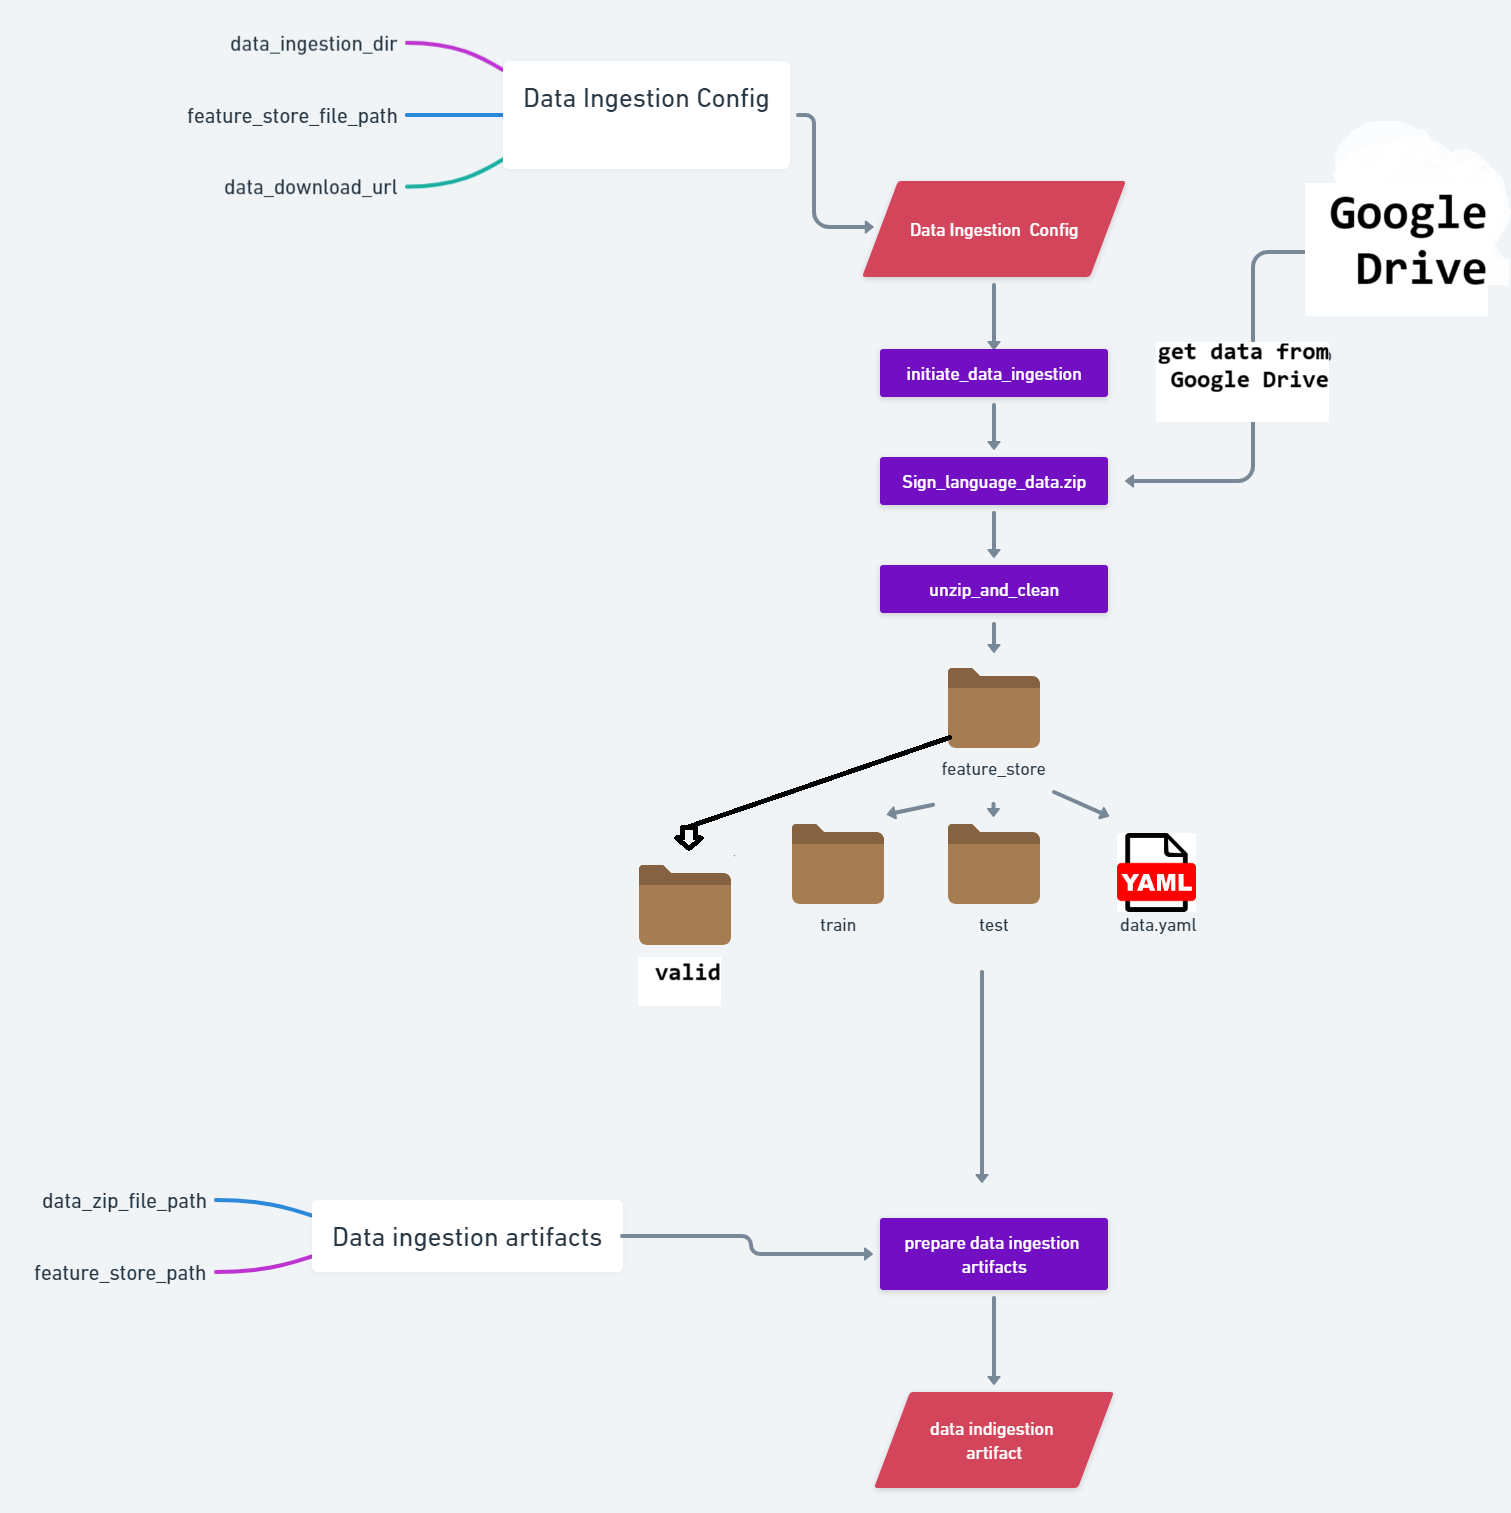 data_ingestion_dir
feature_store_file_path
data_download_url
Data Ingestion Config
Data Ingestion  Config
Google
Drive
initiate_data_ingestion
get data from
Google Drive
Sign_language_data.zip
unzip_and_clean
feature_store
train
test
YAML
data.yaml
valid
data_zip_file_path
feature_store_path
Data ingestion artifacts
prepare data ingestion
artifacts
data indigestion
artifact